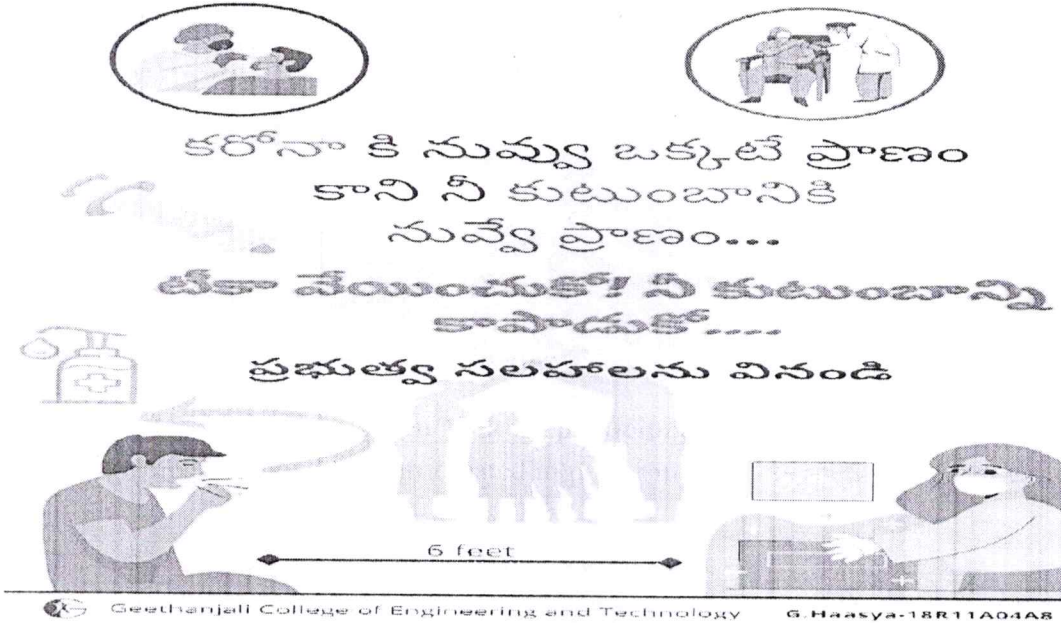 కరోనా కి నువ్వు ఒక్కటే ప్రాణం
కాని నీ కుటుంబానికి
నువ్వే ప్రాణం...
టీకా వేయించుకో! నీ కుటుంబాన్ని
కాపాడుకో....
ప్రభుత్వ సలహాలను వినండి
6 feet
Geethanjali College of Engineering and Technology G.Haasya-18R11A04A8